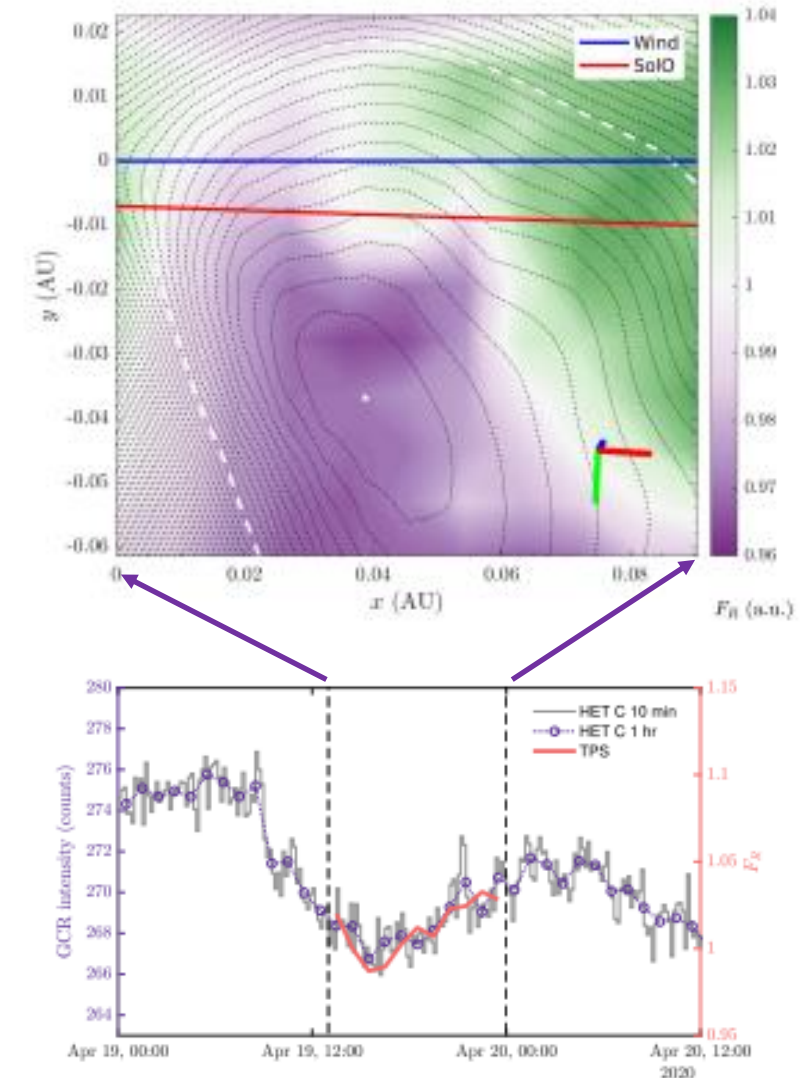 0.02
0.01
0
-0.01
-0.02
-0.03
-0.04
-0.05
-0.06
y (AU)
0
0.02
0.04
0.06
0.08
x (AU)
Wind
SolO
1.04
1.03
1.02
1.01
1
0.99
0.98
0.97
0.96
F_R (a.u.)
280
278
276
274
272
270
268
266
264
GCR intensity (counts)
HET C 10 min
HET C 1 hr
TPS
1.15
1.1
1.05
1
0.95
F_R
Apr 19, 00:00
Apr 19, 12:00
Apr 20, 00:00
Apr 20, 12:00
2020